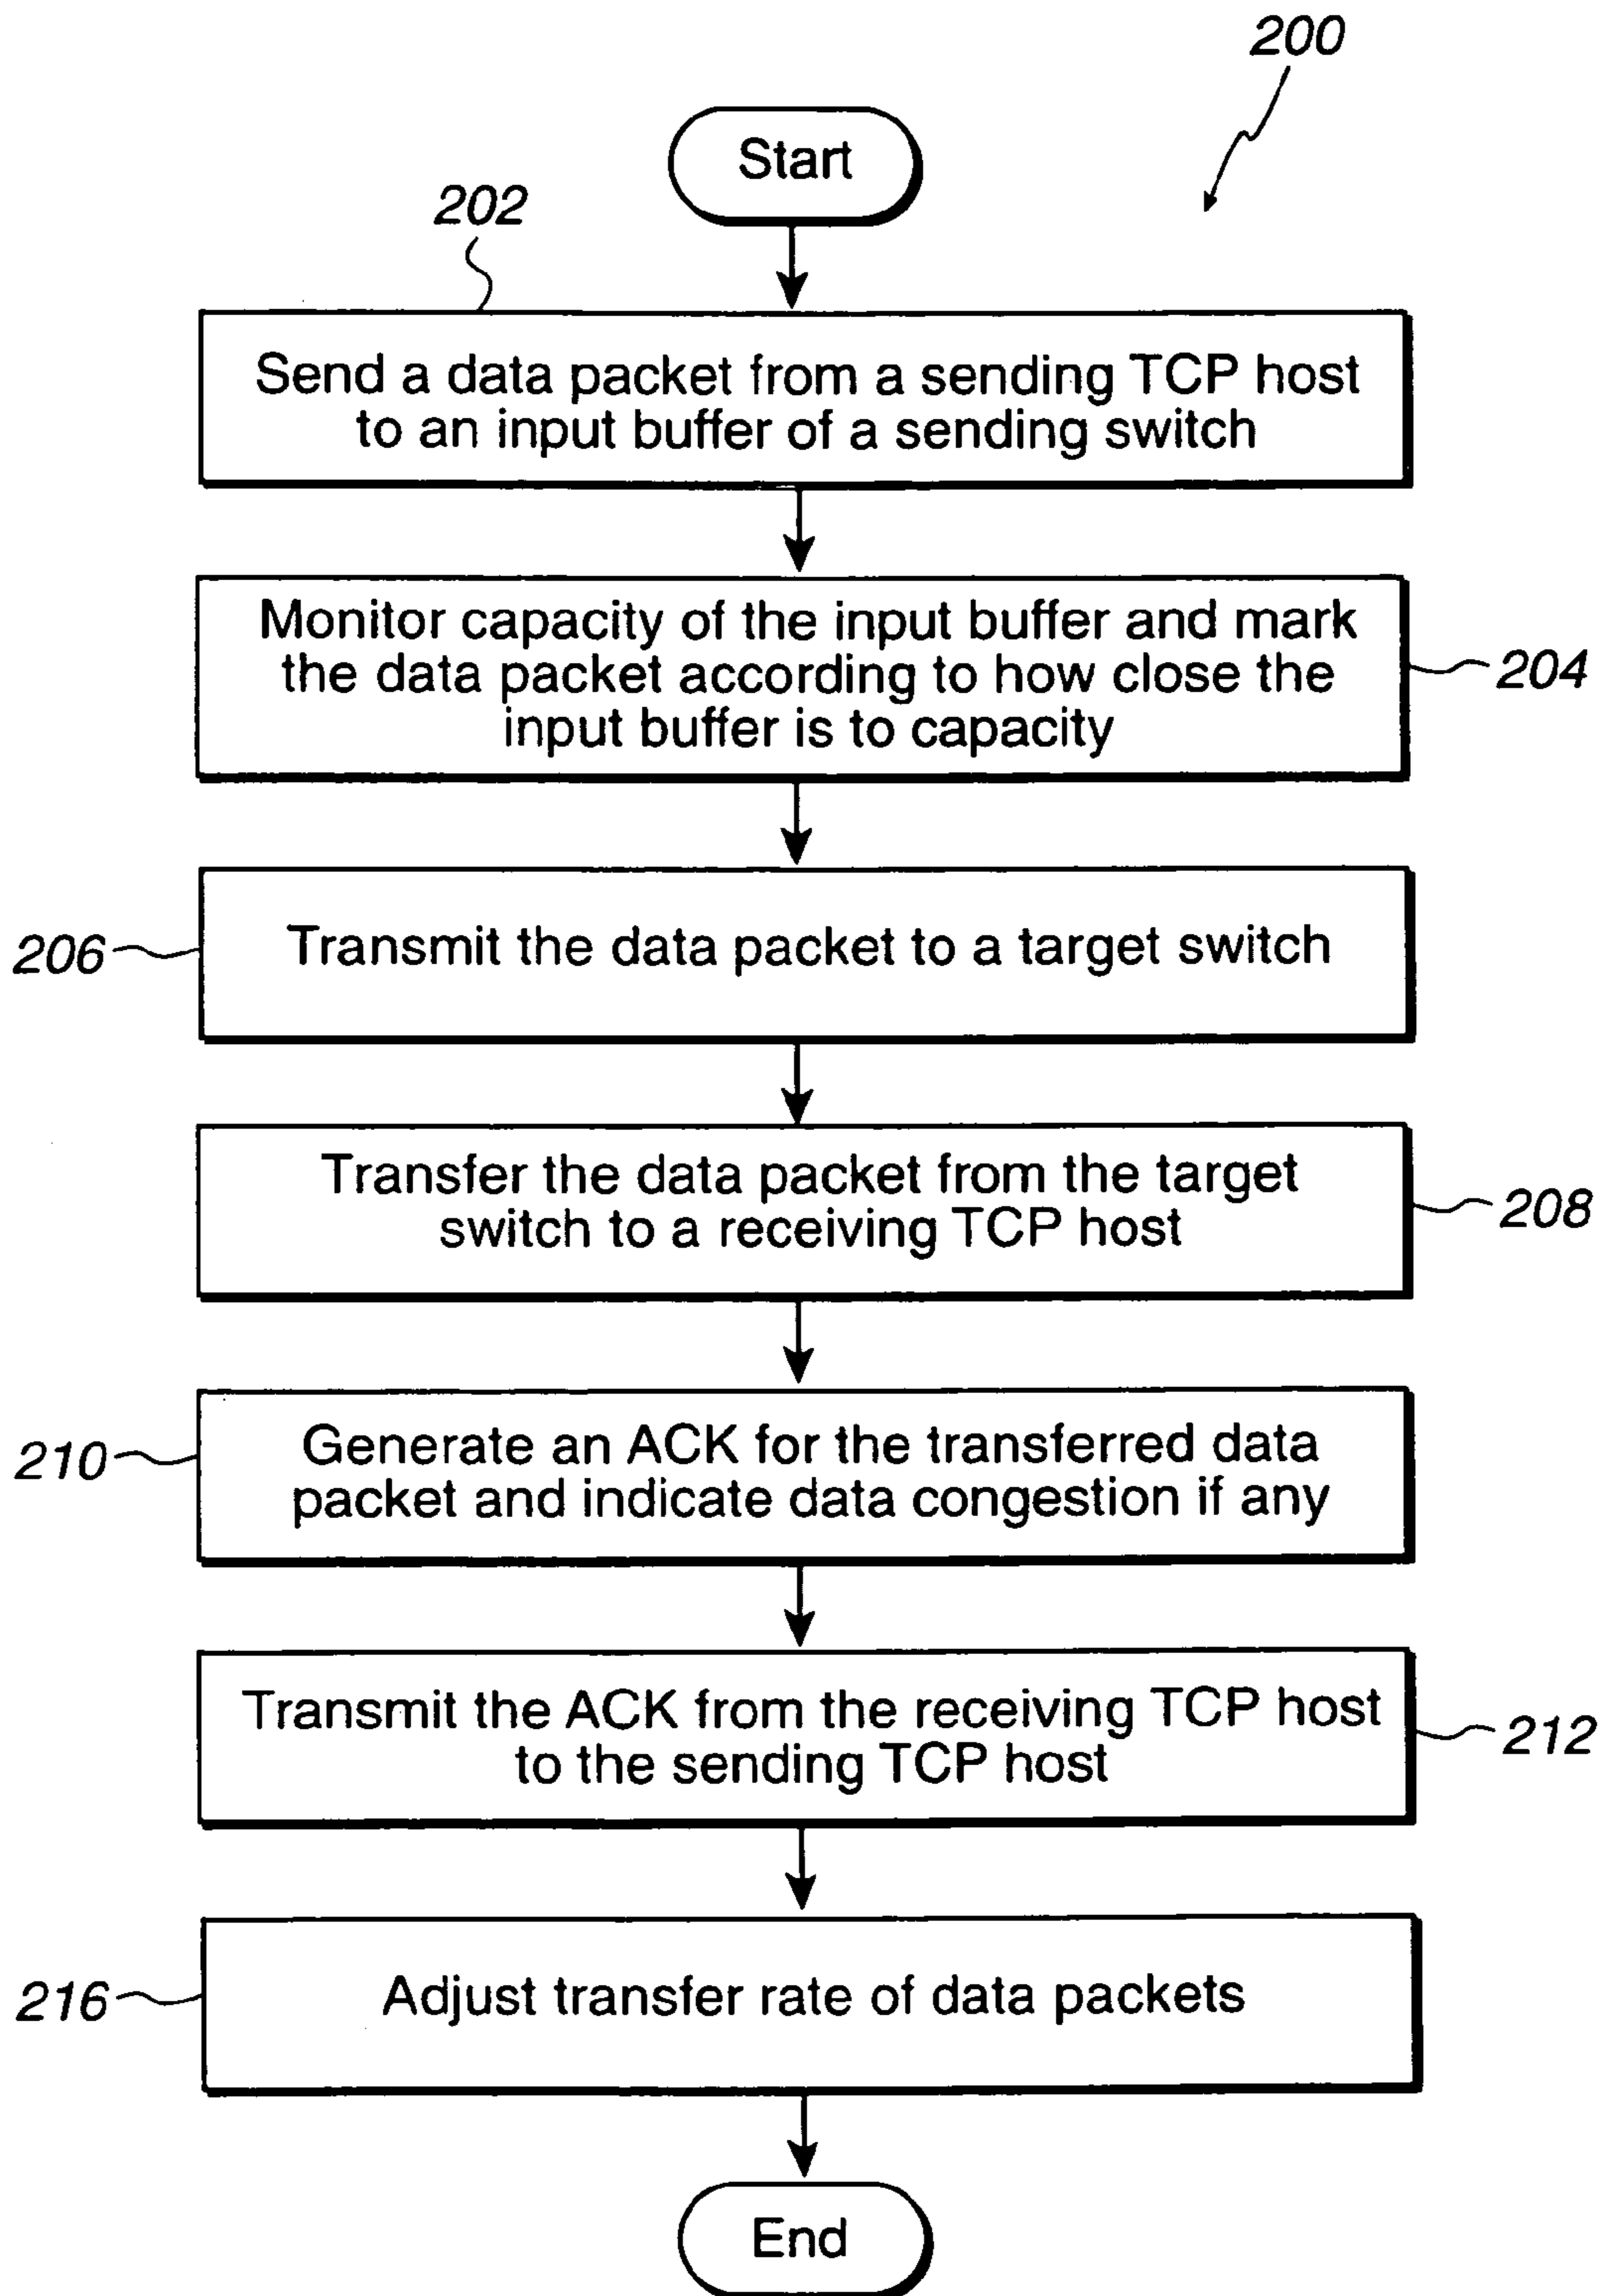 200
Start
202
Send a data packet from a sending TCP host
to an input buffer of a sending switch
Monitor capacity of the input buffer and mark
the data packet according to how close the
input buffer is to capacity
204
206
Transmit the data packet to a target switch
Transfer the data packet from the target
switch to a receiving TCP host
208
210
Generate an ACK for the transferred data
packet and indicate data congestion if any
Transmit the ACK from the receiving TCP host
to the sending TCP host
212
216
Adjust transfer rate of data packets
End